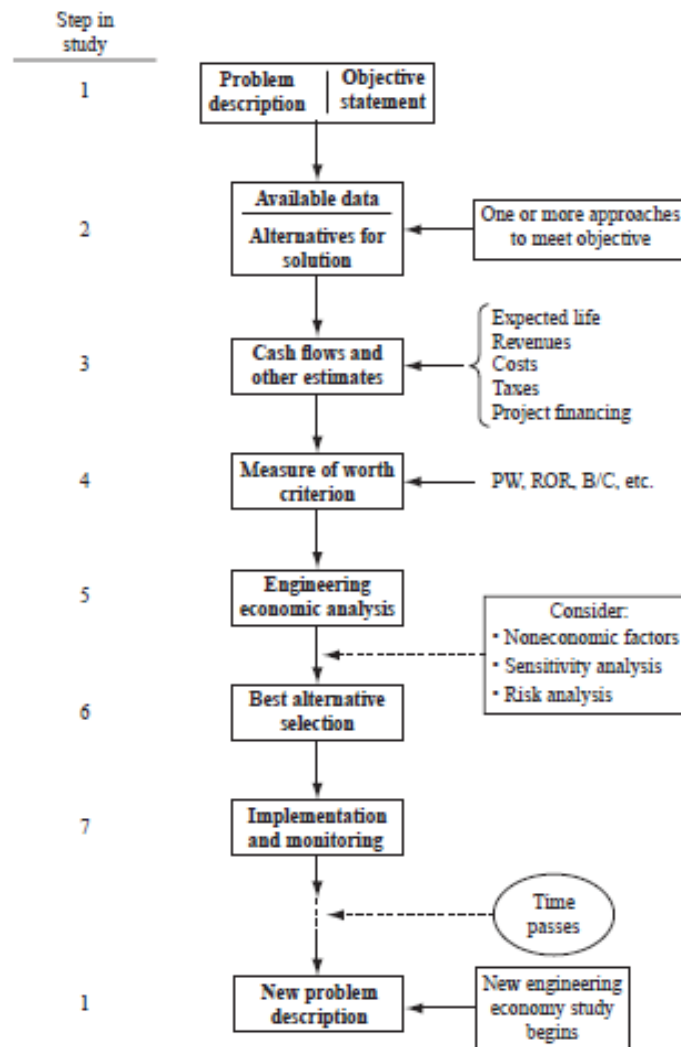 Step in
study
1
Problem
description
Objective
statement
2
Available data
Alternatives for
solution
One or more approaches
to meet objective
3
Cash flows and
other estimates
Expected life
Revenues
Costs
Taxes
Project financing
4
Measure of worth
criterion
PW, ROR, B/C, etc.
5
Engineering
economic analysis
Consider:
• Noneconomic factors
• Sensitivity analysis
• Risk analysis
6
Best alternative
selection
7
Implementation
and monitoring
Time
passes
1
New problem
description
New engineering
economy study
begins